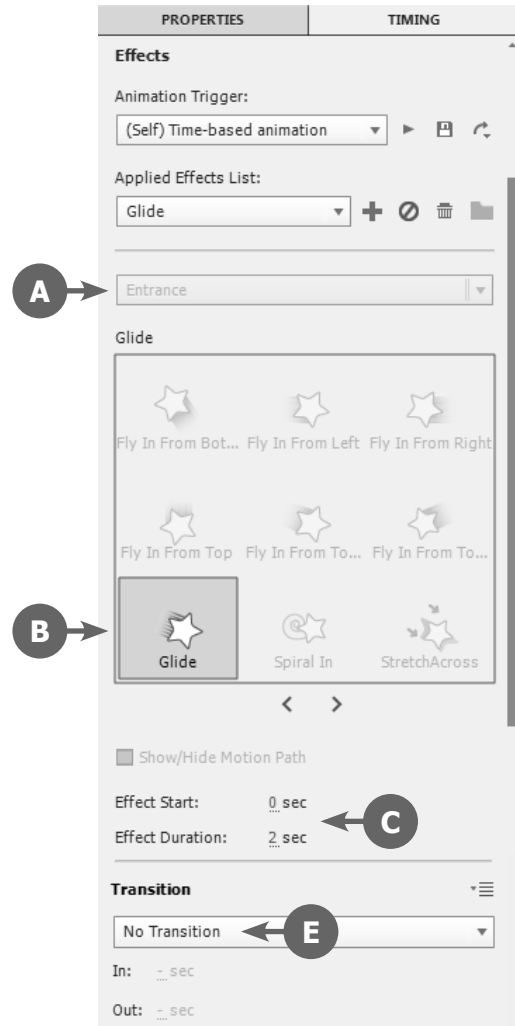 PROPERTIES TIMING
Effects
Animation Trigger:
(Self) Time-based animation
Applied Effects List:
Glide
A
Entrance
Glide
Fly In From Bot... Fly In From Left Fly In From Right
Fly In From Top Fly In From To... Fly In From To...
B
Glide Spiral In StretchAcross
< >
Show/Hide Motion Path
Effect Start: 0 sec
C
Effect Duration: 2 sec
Transition
No Transition E
In: - sec
Out: - sec